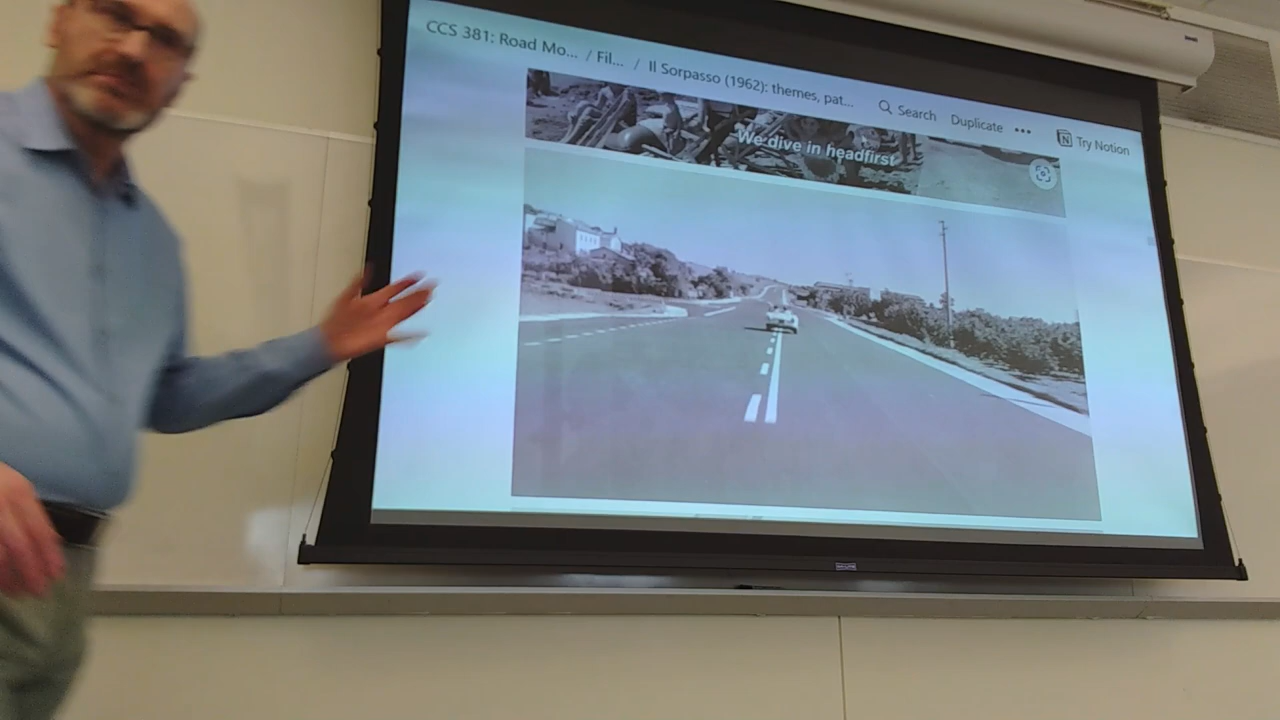 CCS 381: Road Mo... / Fil... / Il Sorpasso (1962): themes, pat... Search Duplicate ••• Try Notion
We dive in headfirst